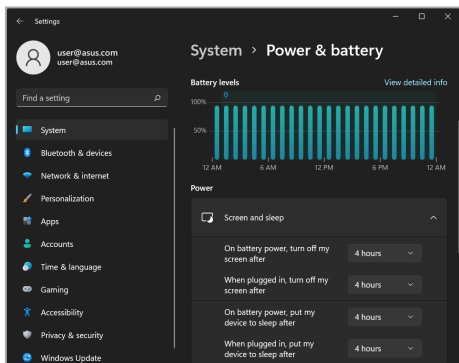 Settings
user@asus.com
user@asus.com
Find a setting
System
Bluetooth & devices
Network & internet
Personalization
Apps
Accounts
Time & language
Gaming
Accessibility
Privacy & security
Windows Update
System > Power & battery
Battery levels
View detailed info
100%
50%
12 AM 6 AM 12 PM 6 PM 12 AM
Power
Screen and sleep
On battery power, turn off my
screen after
4 hours
When plugged in, turn off my
screen after
4 hours
On battery power, put my
device to sleep after
4 hours
When plugged in, put my
device to sleep after
4 hours